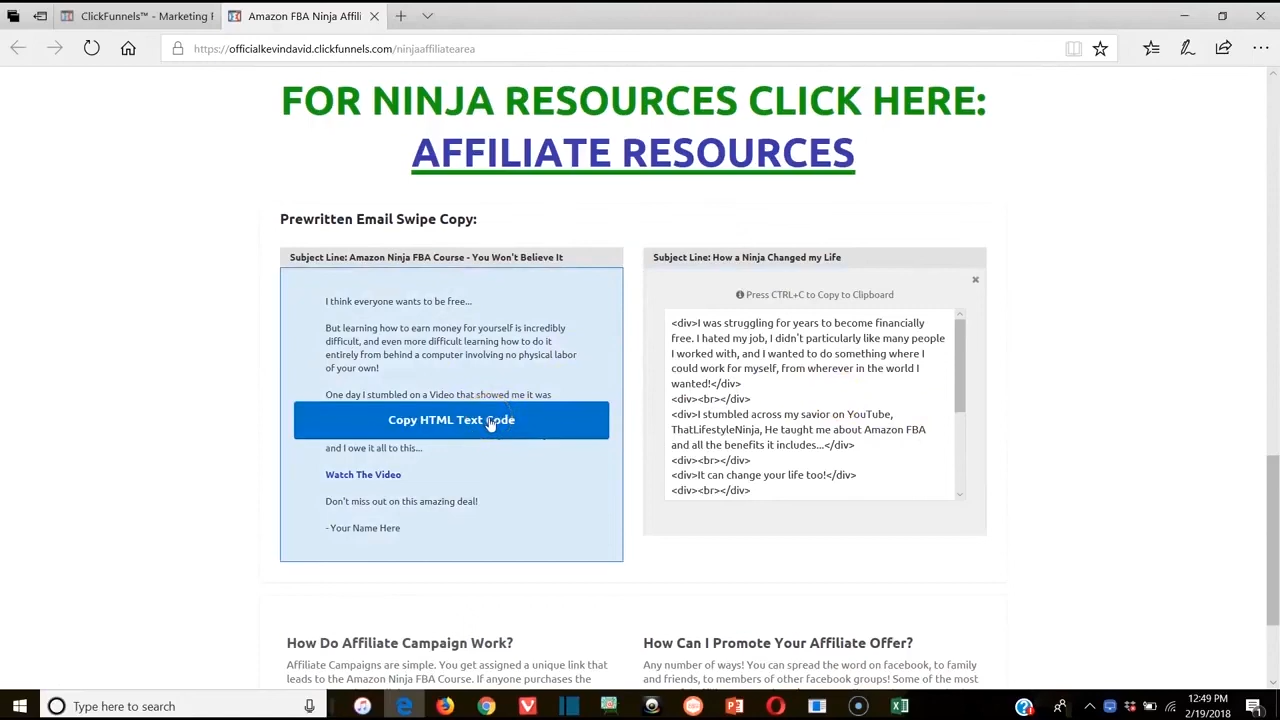 ClickFunnels™ - Marketing F
Amazon FBA Ninja Affili
https://officialkevindavid.clickfunnels.com/ninjaaffiliatearea
FOR NINJA RESOURCES CLICK HERE:
AFFILIATE RESOURCES
Prewritten Email Swipe Copy:
Subject Line: Amazon Ninja FBA Course - You Won't Believe It
I think everyone wants to be free...
But learning how to earn money for yourself is incredibly
difficult, and even more difficult learning how to do it
entirely from behind a computer involving no physical labor
of your own!
One day I stumbled on a Video that showed me it was
Copy HTML Text Code
and I owe it all to this...
Watch The Video
Don't miss out on this amazing deal!
- Your Name Here
Subject Line: How a Ninja Changed my Life
Press CTRL+C to Copy to Clipboard
<div>I was struggling for years to become financially
free. I hated my job, I didn't particularly like many people
I worked with, and I wanted to do something where I
could work for myself, from wherever in the world I
wanted!</div>
<div><br></div>
<div>I stumbled across my savior on YouTube,
ThatLifestyleNinja, He taught me about Amazon FBA
and all the benefits it includes...</div>
<div><br></div>
<div>It can change your life too!</div>
<div><br></div>
How Do Affiliate Campaign Work?
Affiliate Campaigns are simple. You get assigned a unique link that
leads to the Amazon Ninja FBA Course. If anyone purchases the
How Can I Promote Your Affiliate Offer?
Any number of ways! You can spread the word on facebook, to family
and friends, to members of other facebook groups! Some of the most
Type here to search
12:49 PM
2/19/2018